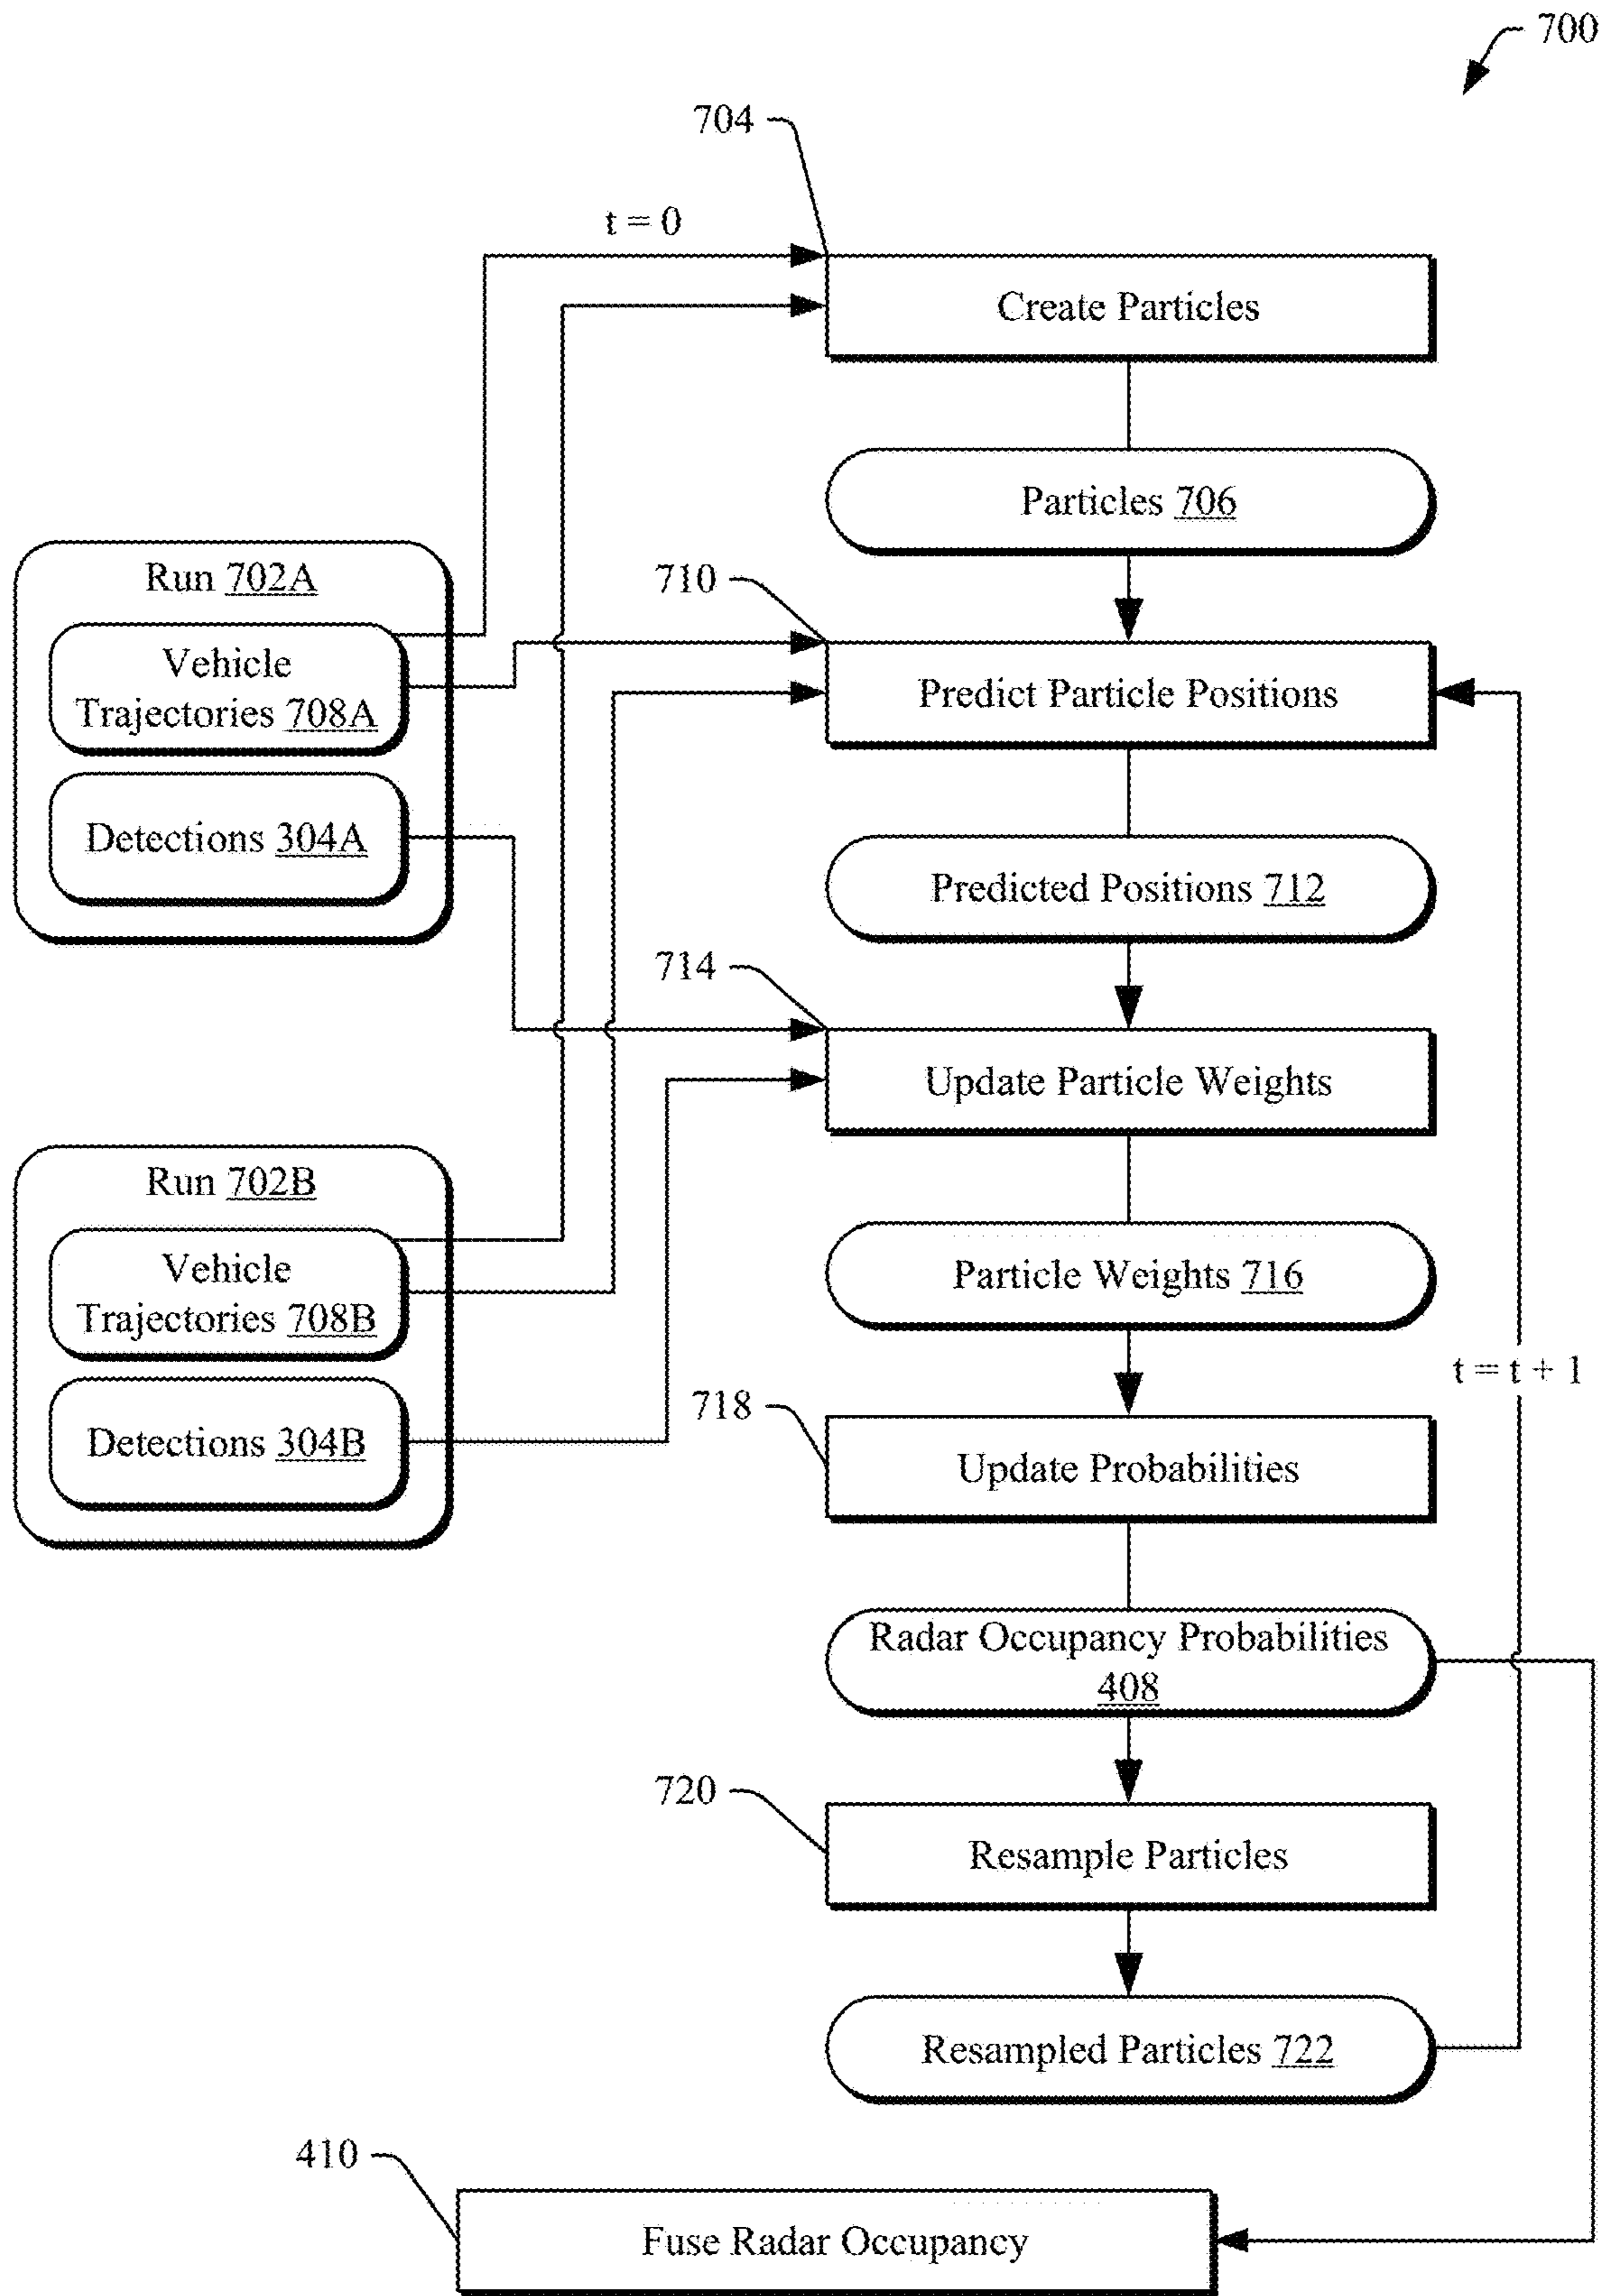 700
704
t = 0
Create Particles
Particles 706
Run 702A
Vehicle
Trajectories 708A
Detections 304A
710
Predict Particle Positions
Predicted Positions 712
714
Update Particle Weights
Run 702B
Vehicle
Trajectories 708B
Detections 304B
Particle Weights 716
t = t + 1
718
Update Probabilities
Radar Occupancy Probabilities
408
720
Resample Particles
Resampled Particles 722
410
Fuse Radar Occupancy